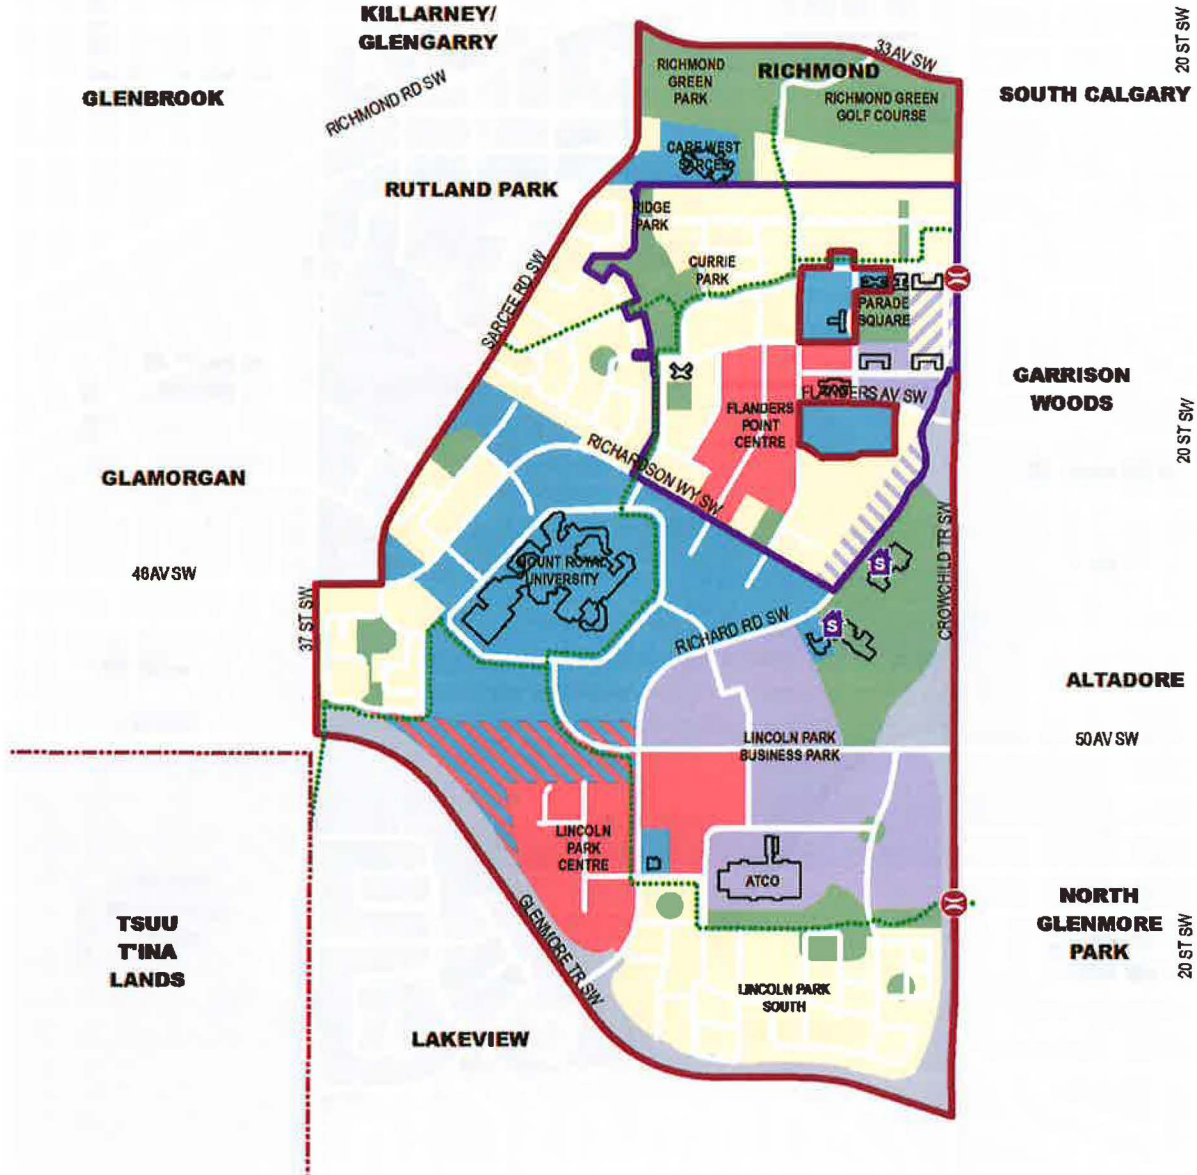 KILLARNEY/
GLENGARRY
20 ST SW
33 AV SW
RICHMOND
GREEN
PARK
RICHMOND
GLENBROOK
RICHMOND RD SW
RICHMOND GREEN
GOLF COURSE
SOUTH CALGARY
CARE WEST
SARCEE
RUTLAND PARK
RIDGE
PARK
CURRIE
PARK
SARCEE RD SW
PARADE
SQUARE
GARRISON
WOODS
FLANDERS AV SW
FLANDERS
POINT
CENTRE
20 ST SW
RICHARDSON WY SW
GLAMORGAN
CROWCHILD TR SW
MOUNT ROYAL
UNIVERSITY
46 AV SW
S
37 ST SW
RICHARD RD SW
S
ALTADORE
LINCOLN PARK
BUSINESS PARK
50 AV SW
LINCOLN
PARK
CENTRE
ATCO
NORTH
GLENMORE
PARK
20 ST SW
TSUU
T'INA
LANDS
GLENMORE TR SW
LINCOLN PARK
SOUTH
LAKEVIEW